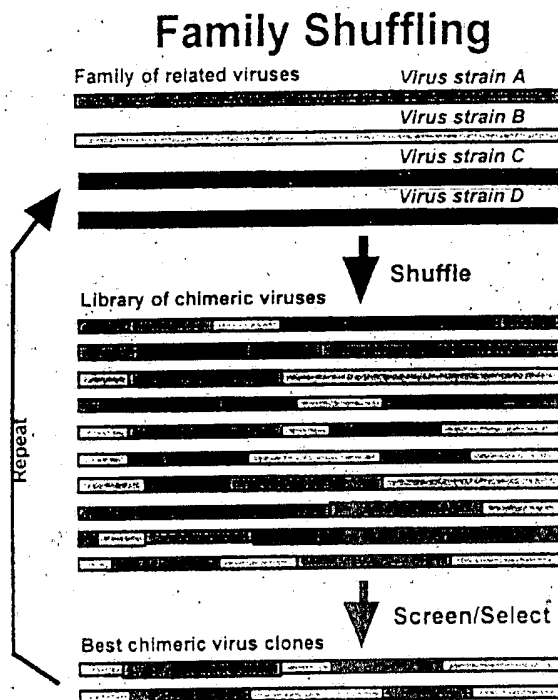 Family Shuffling
Family of related viruses
Virus strain A
Virus strain B
Virus strain C
Virus strain D
Shuffle
Library of chimeric viruses
Repeat
Screen/Select
Best chimeric virus clones